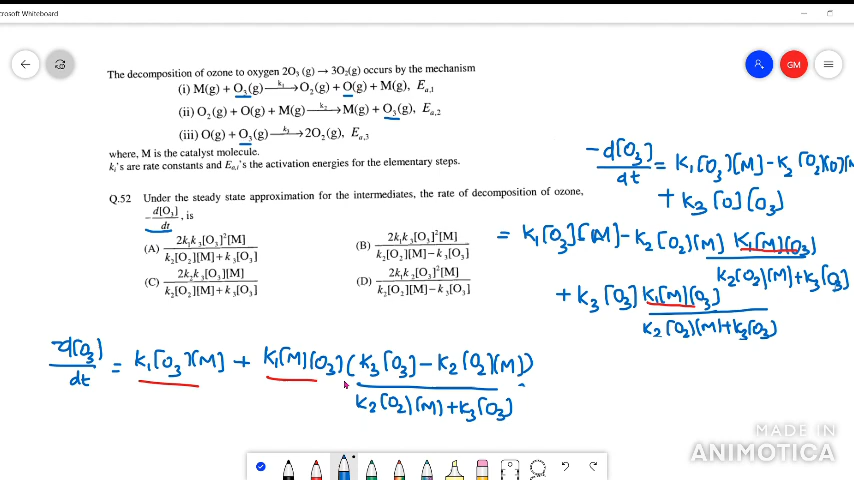 Microsoft Whiteboard
GM
The decomposition of ozone to oxygen 2O₃ (g) → 3O₂(g) occurs by the mechanism
(i) M(g) + O₃(g) —k₁→ O₂(g) + O(g) + M(g), Eₐ,₁
(ii) O₂(g) + O(g) + M(g) —k₂→ M(g) + O₃(g), Eₐ,₂
(iii) O(g) + O₃(g) —k₃→ 2O₂(g), Eₐ,₃
where, M is the catalyst molecule.
kᵢ's are rate constants and Eₐ,ᵢ's the activation energies for the elementary steps.
Q.52 Under the steady state approximation for the intermediates, the rate of decomposition of ozone,
-d[O₃]/dt, is
(A) 2k₁k₃[O₃]²[M] / k₂[O₂][M]+k₃[O₃]
(B) 2k₁k₃[O₃]²[M] / k₂[O₂][M]−k₃[O₃]
(C) 2k₂k₃[O₃][M] / k₂[O₂][M]+k₃[O₃]
(D) 2k₁k₂[O₃]²[M] / k₂[O₂][M]−k₃[O₃]
-d[O₃]/dt = K₁[O₃][M] - K₂[O₂][O][M
+ K₃[O][O₃]
= K₁[O₃][M] - K₂[O₂][M] K₁[M][O₃] / K₂[O₂][M]+K₃[O₃]
+ K₃[O₃] K₁[M][O₃] / K₂[O₂][M]+K₃[O₃]
-d[O₃]/dt = K₁[O₃][M] + K₁[M][O₃] (K₃[O₃] - K₂[O₂][M]) / K₂[O₂][M]+K₃[O₃]
MADE IN
ANIMOTICA